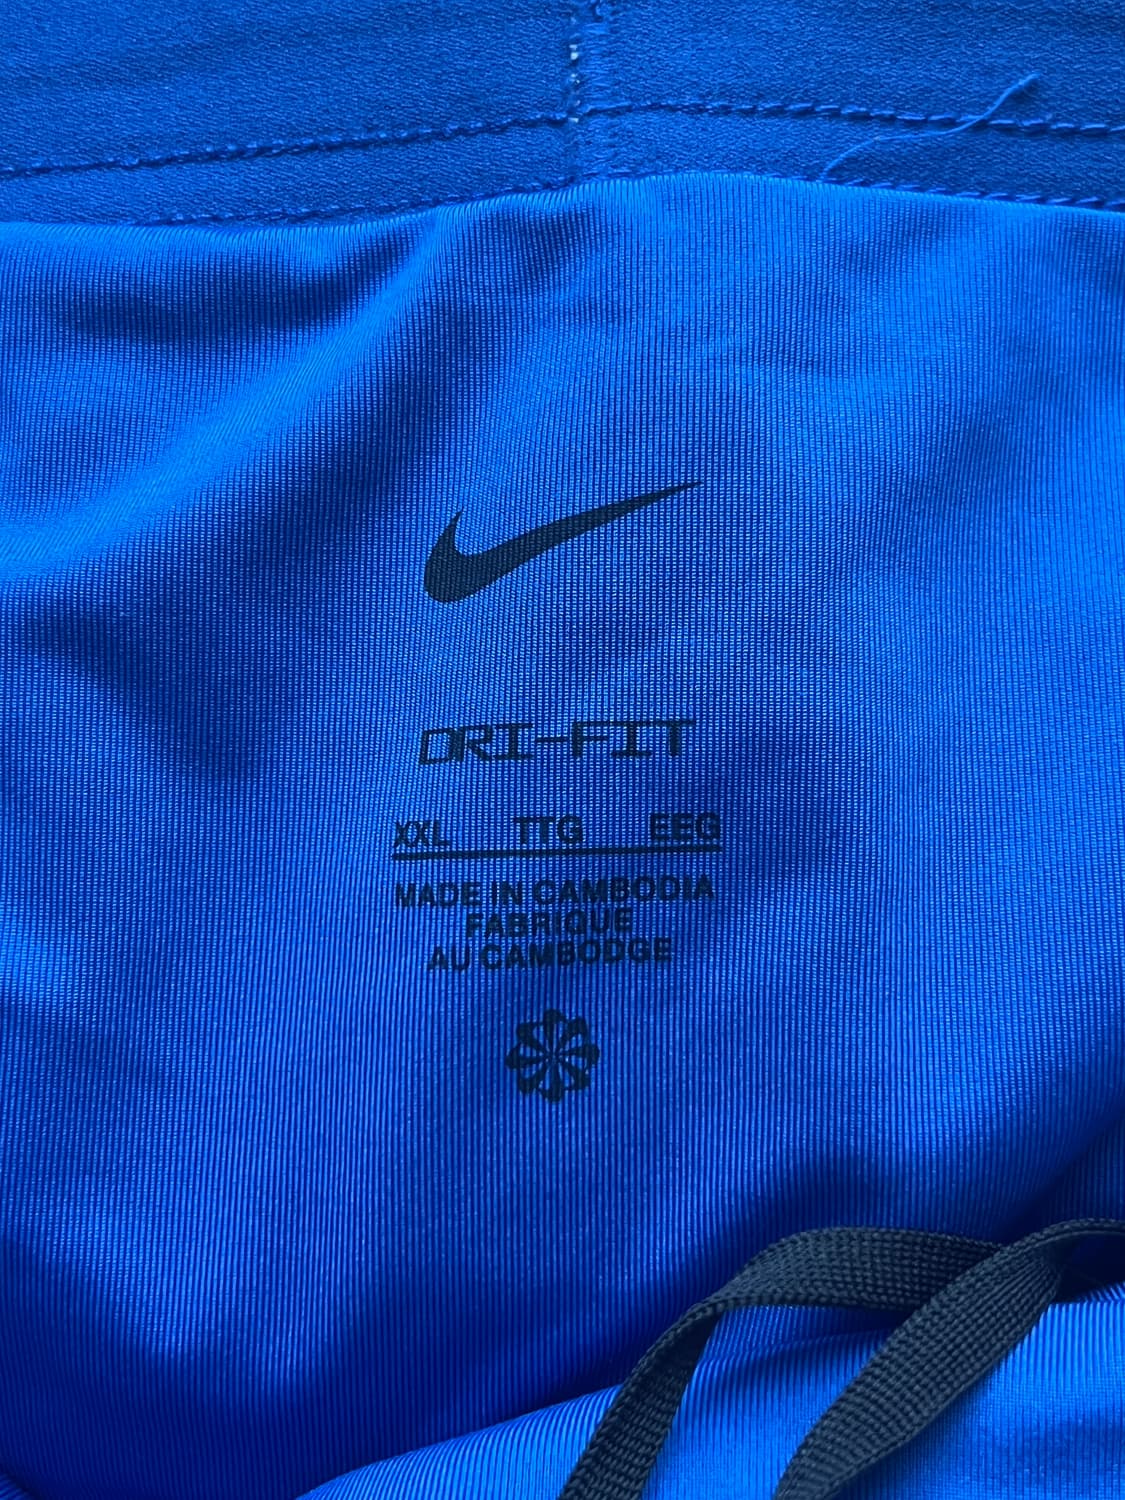 DRI-FIT
XXL TTG EEG
MADE IN CAMBODIA
FABRIQUE
AU CAMBODGE